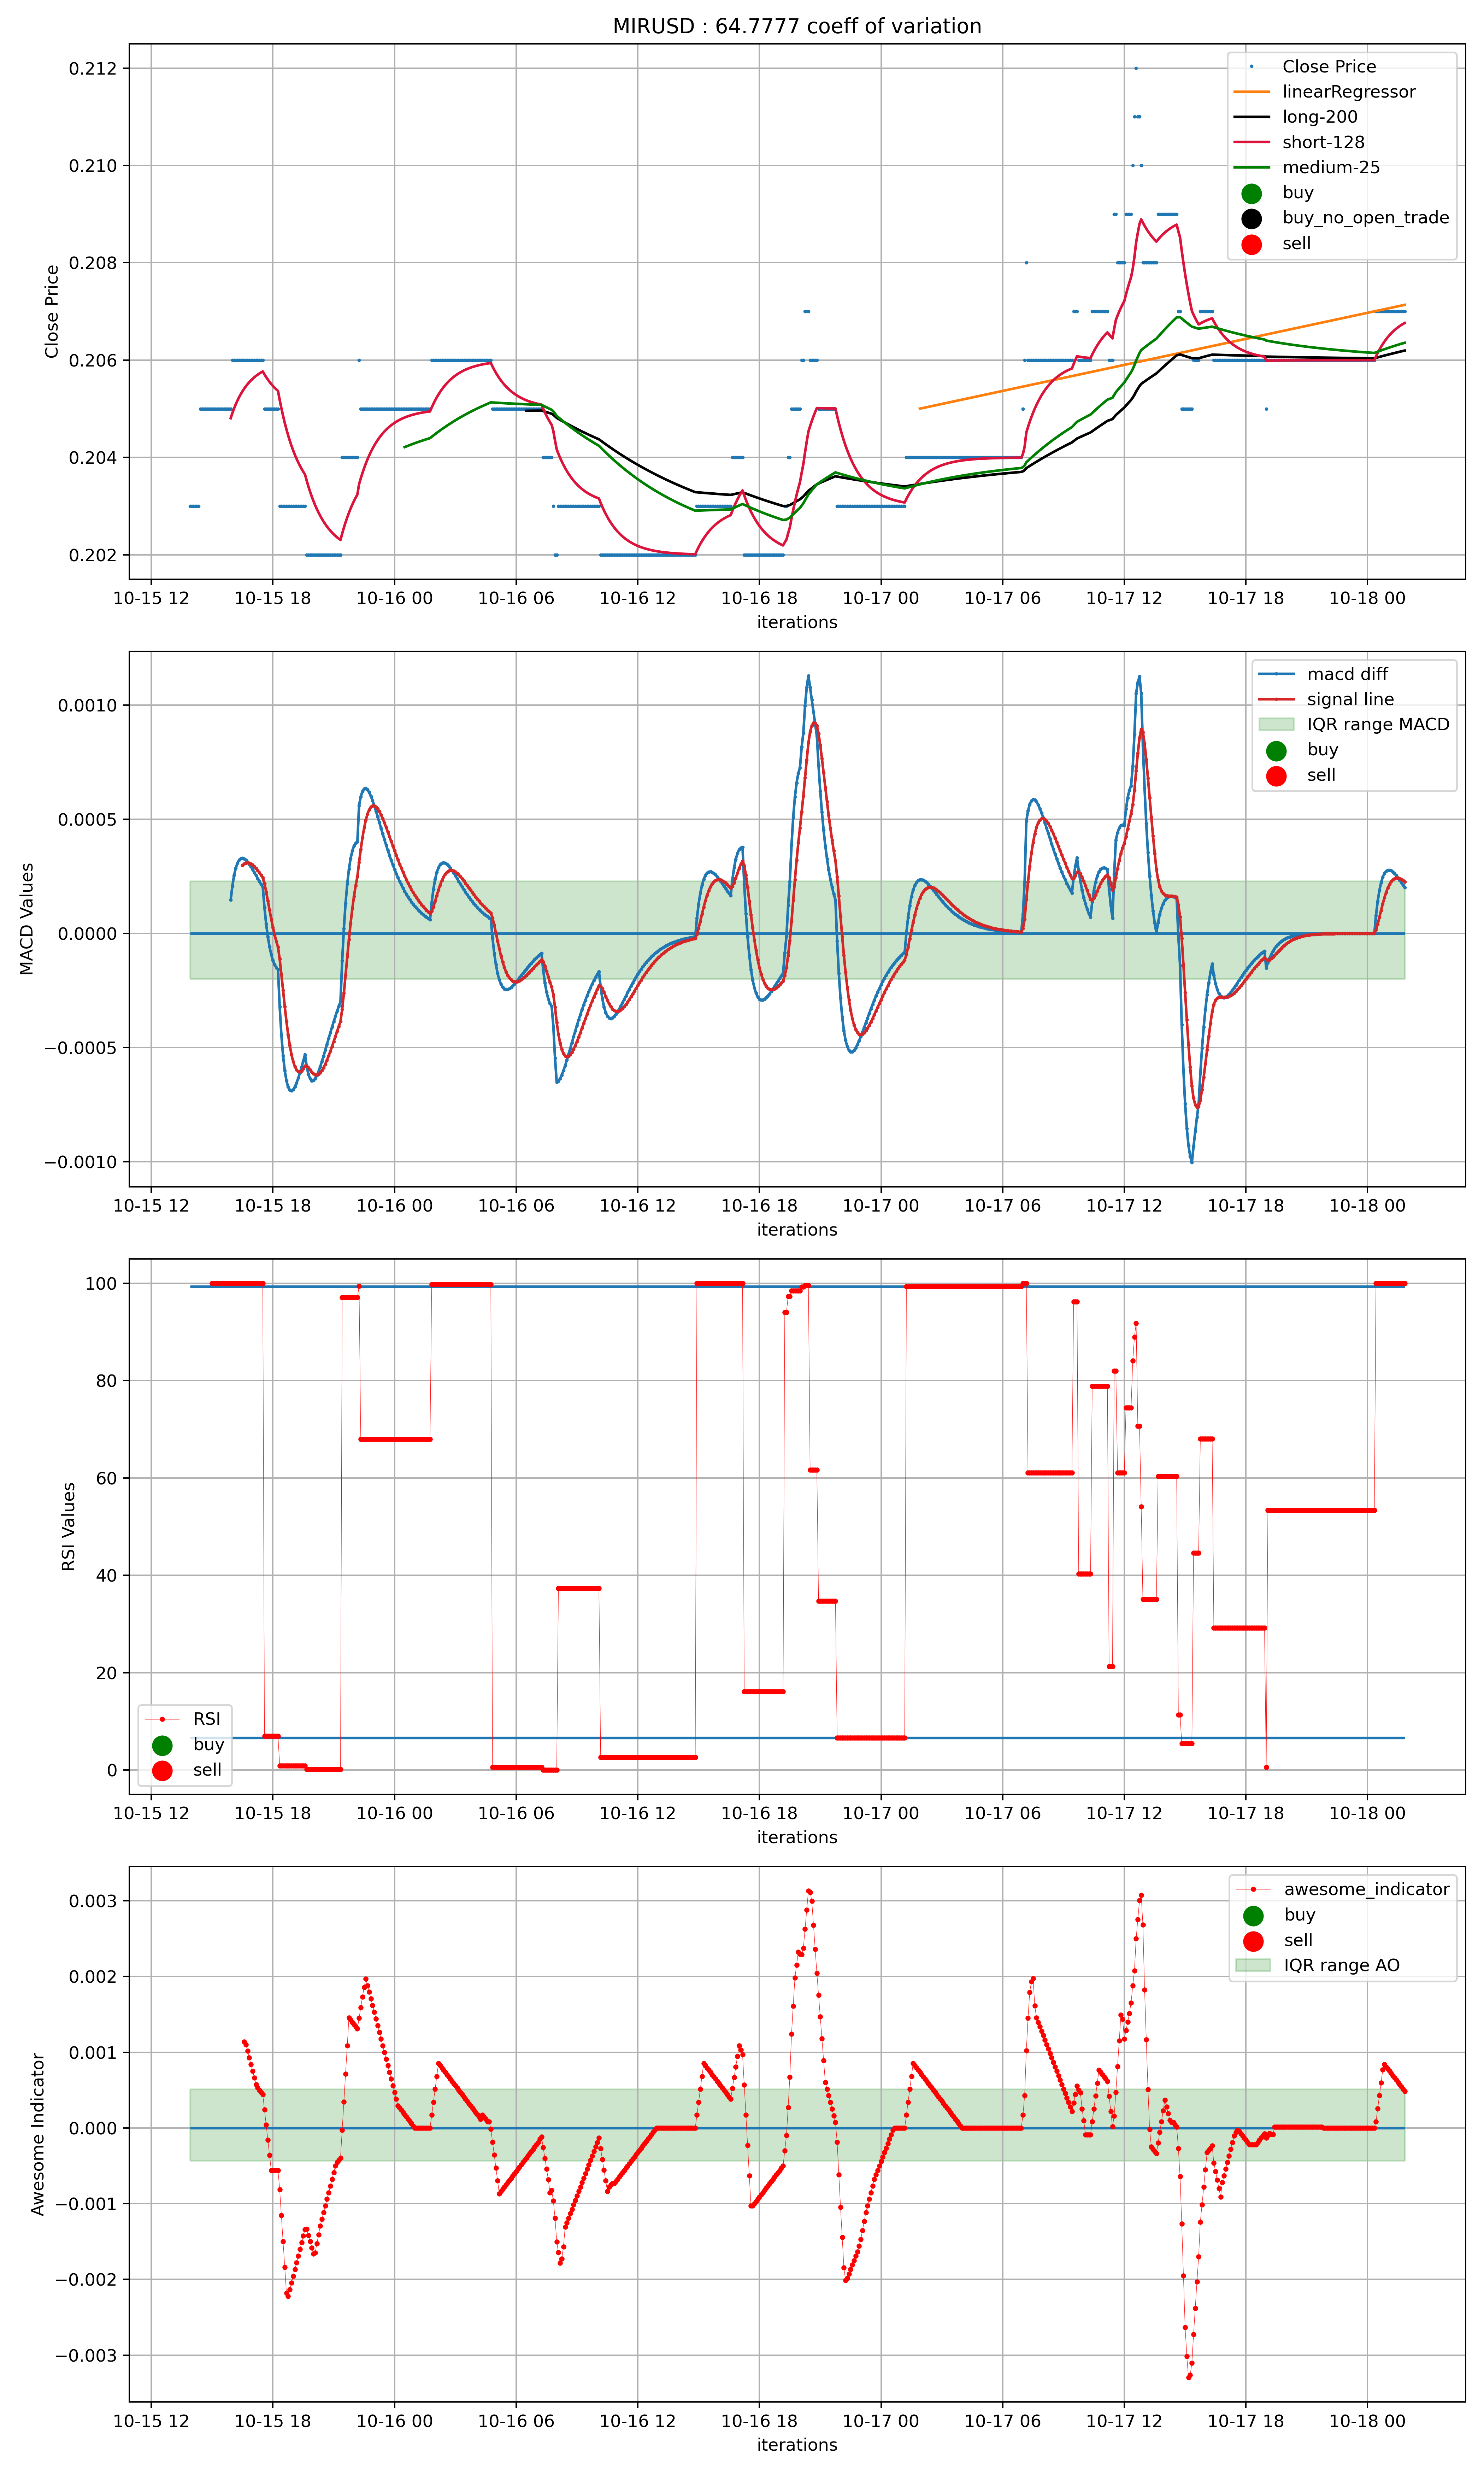 MIRUSD : 64.7777 coeff of variation
0.212
0.210
0.208
0.206
0.204
0.202
Close Price
Close Price
linearRegressor
long-200
short-128
medium-25
buy
buy_no_open_trade
sell
10-15 12 10-15 18 10-16 00 10-16 06 10-16 12 10-16 18 10-17 00 10-17 06 10-17 12 10-17 18 10-18 00
iterations
0.0010
0.0005
0.0000
−0.0005
−0.0010
MACD Values
macd diff
signal line
IQR range MACD
buy
sell
10-15 12 10-15 18 10-16 00 10-16 06 10-16 12 10-16 18 10-17 00 10-17 06 10-17 12 10-17 18 10-18 00
iterations
100
80
60
40
20
0
RSI Values
RSI
buy
sell
10-15 12 10-15 18 10-16 00 10-16 06 10-16 12 10-16 18 10-17 00 10-17 06 10-17 12 10-17 18 10-18 00
iterations
0.003
0.002
0.001
0.000
−0.001
−0.002
−0.003
Awesome Indicator
awesome_indicator
buy
sell
IQR range AO
10-15 12 10-15 18 10-16 00 10-16 06 10-16 12 10-16 18 10-17 00 10-17 06 10-17 12 10-17 18 10-18 00
iterations